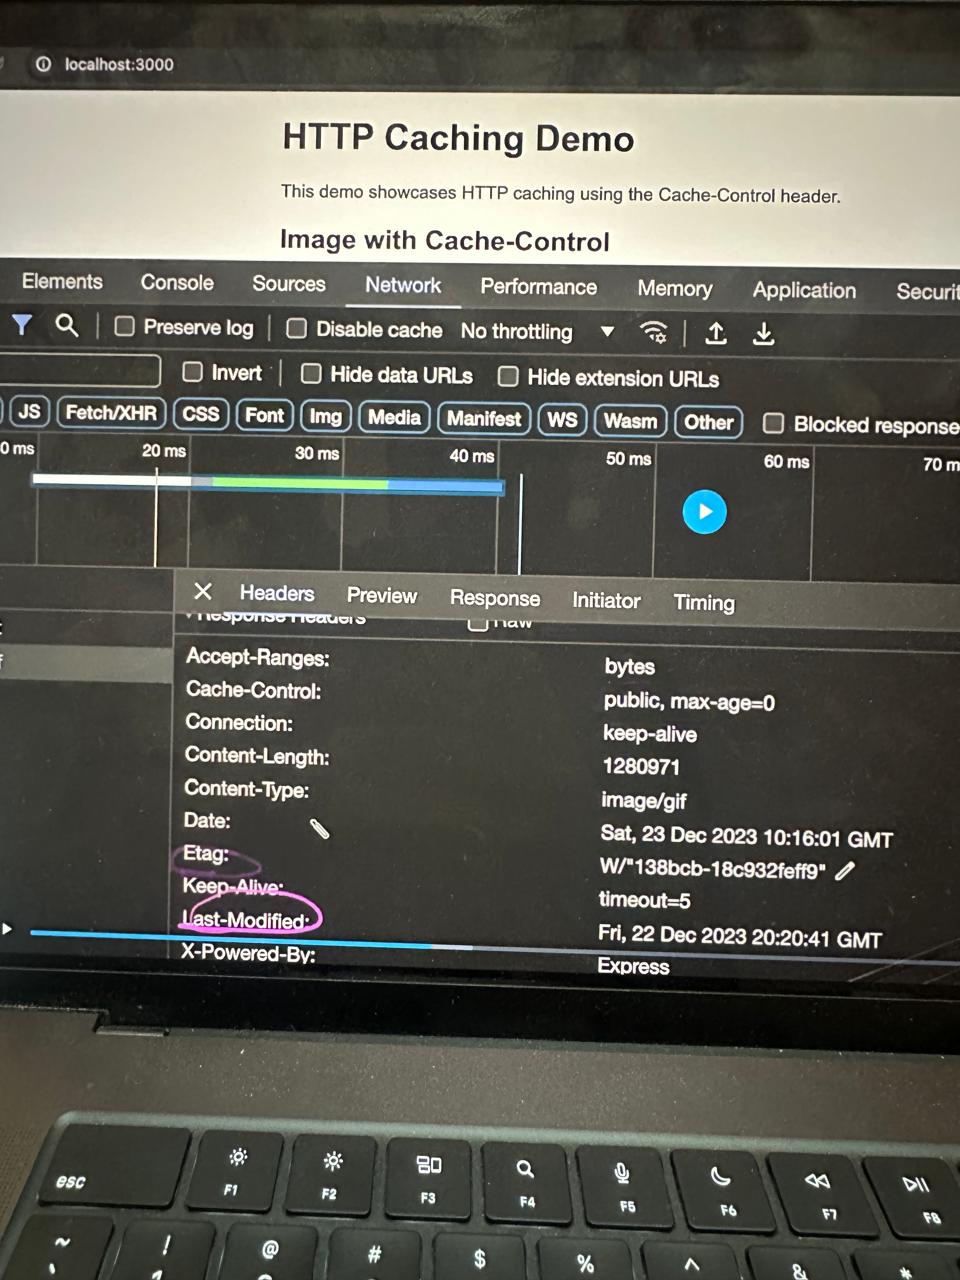 localhost:3000
HTTP Caching Demo
This demo showcases HTTP caching using the Cache-Control header.
Image with Cache-Control
Elements Console Sources Network Performance Memory Application Securit
Preserve log Disable cache No throttling
Invert Hide data URLs Hide extension URLs
JS Fetch/XHR CSS Font Img Media Manifest WS Wasm Other Blocked response
0 ms 20 ms 30 ms 40 ms 50 ms 60 ms 70 m
Headers Preview Response Initiator Timing
Response Headers Raw
Accept-Ranges: bytes
Cache-Control: public, max-age=0
Connection: keep-alive
Content-Length: 1280971
Content-Type: image/gif
Date: Sat, 23 Dec 2023 10:16:01 GMT
Etag: W/"138bcb-18c932feff9"
Keep-Alive: timeout=5
Last-Modified: Fri, 22 Dec 2023 20:20:41 GMT
X-Powered-By: Express
esc F1 F2 F3 F4 F5 F6 F7 F8
~ ! @ # $ % ^ & *